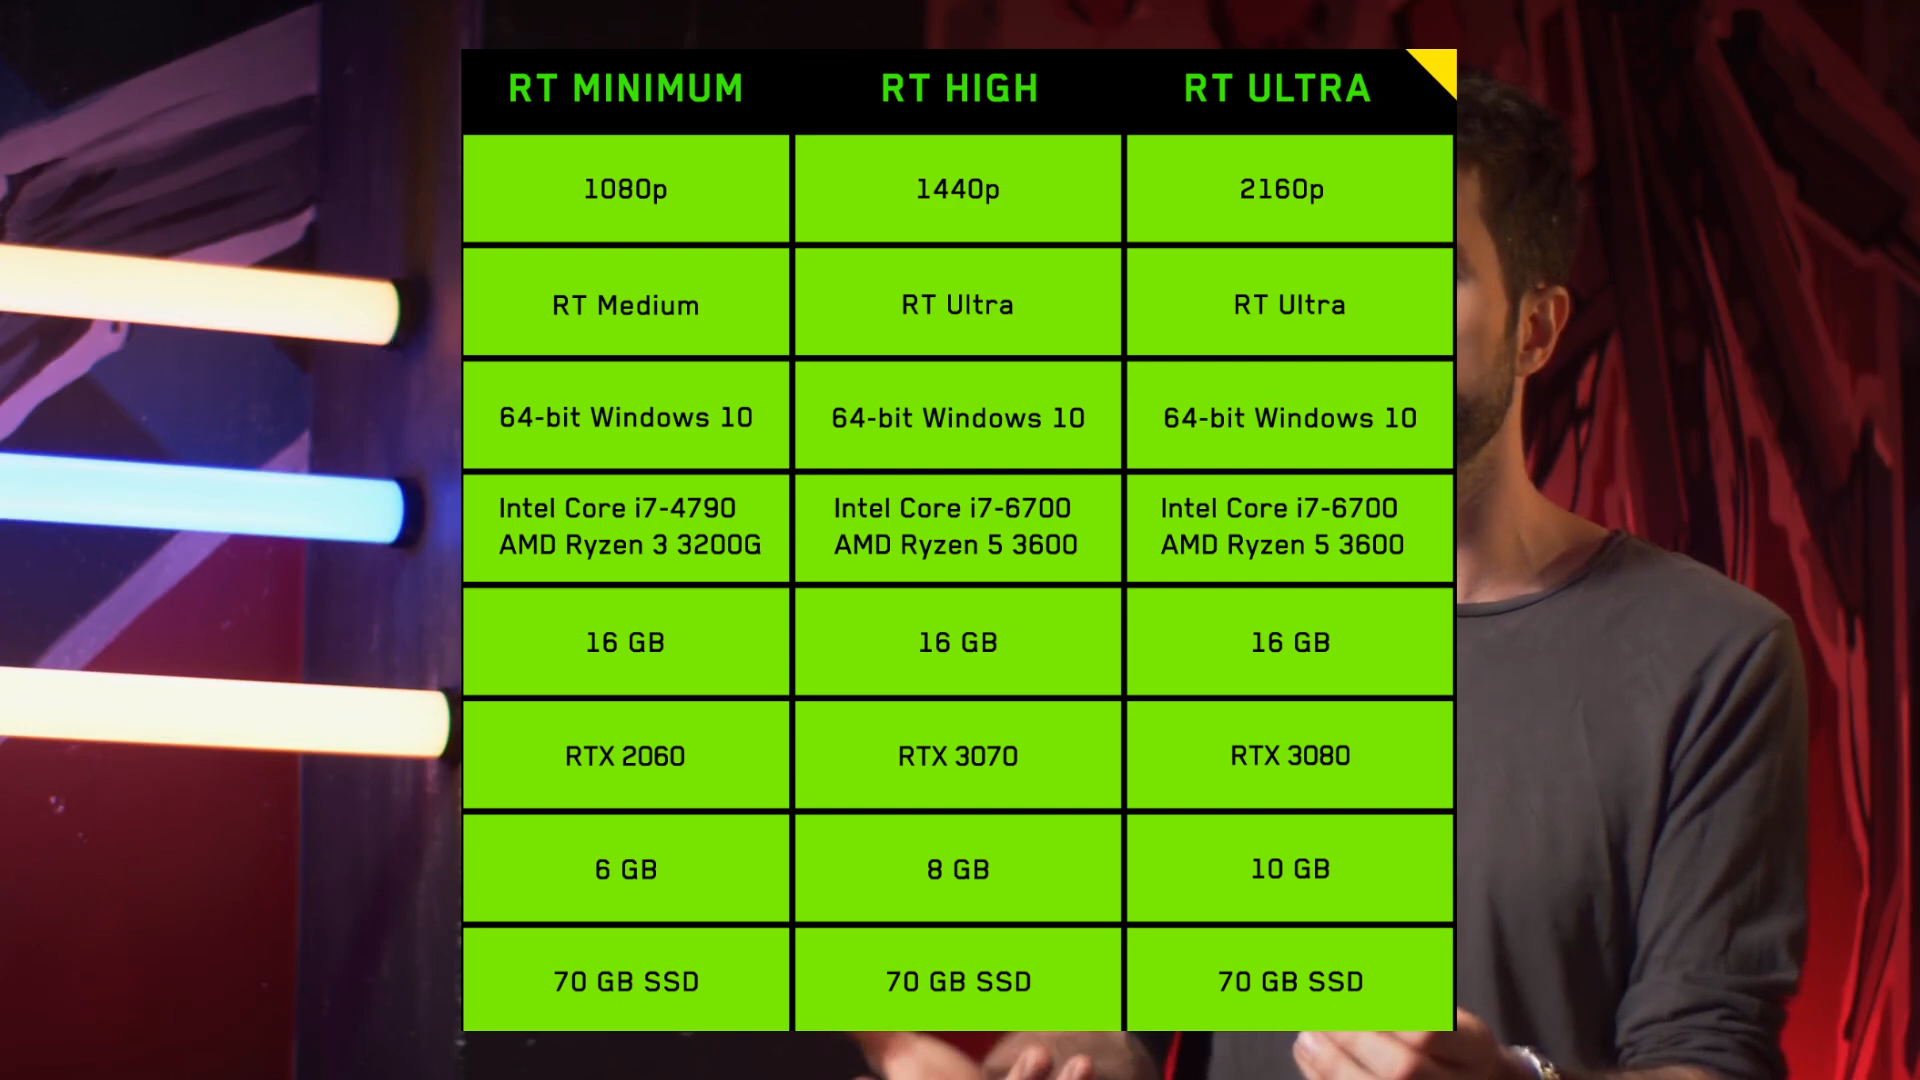 RT MINIMUM RT HIGH RT ULTRA
1080p 1440p 2160p
RT Medium RT Ultra RT Ultra
64-bit Windows 10 64-bit Windows 10 64-bit Windows 10
Intel Core i7-4790 Intel Core i7-6700 Intel Core i7-6700
AMD Ryzen 3 3200G AMD Ryzen 5 3600 AMD Ryzen 5 3600
16 GB 16 GB 16 GB
RTX 2060 RTX 3070 RTX 3080
6 GB 8 GB 10 GB
70 GB SSD 70 GB SSD 70 GB SSD